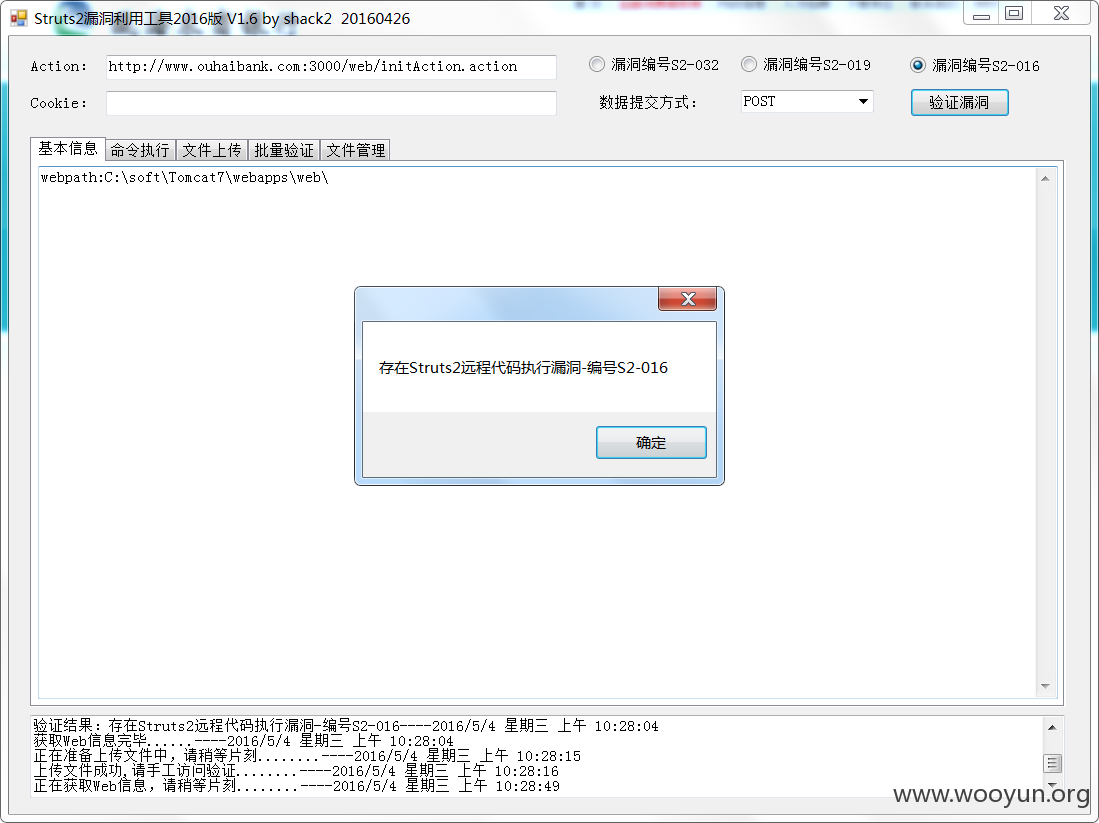 Struts2漏洞利用工具2016版 V1.6 by shack2  20160426
Action: http://www.ouhaibank.com:3000/web/initAction.action 漏洞编号S2-032 漏洞编号S2-019 漏洞编号S2-016
Cookie: 数据提交方式: POST 验证漏洞
基本信息 命令执行 文件上传 批量验证 文件管理
webpath:C:\soft\Tomcat7\webapps\web\
存在Struts2远程代码执行漏洞-编号S2-016
确定
验证结果: 存在Struts2远程代码执行漏洞-编号S2-016----2016/5/4 星期三 上午 10:28:04
获取Web信息完毕......----2016/5/4 星期三 上午 10:28:04
正在准备上传文件中，请稍等片刻........----2016/5/4 星期三 上午 10:28:15
上传文件成功,请手工访问验证........----2016/5/4 星期三 上午 10:28:16
正在获取Web信息，请稍等片刻........----2016/5/4 星期三 上午 10:28:49
www.wooyun.org